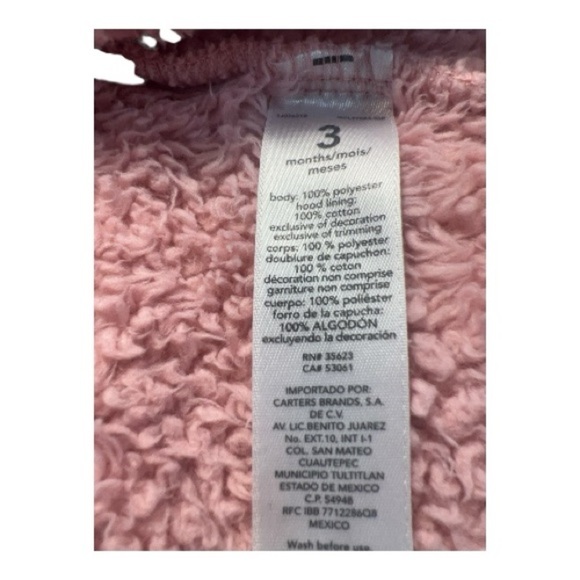 3
months/mois/
meses
body: 100% polyester
hood lining:
100% cotton
exclusive of decoration
exclusive of trimming
corps: 100 % polyester
doublure de capuchon:
100 % coton
décoration non comprise
garniture non comprise
cuerpo: 100% poliéster
forro de la capucha:
100% ALGODÓN
excluyendo la decoración
RN# 35623
CA# 53061
IMPORTADO POR:
CARTERS BRANDS, S.A.
DE C.V.
AV. LIC.BENITO JUAREZ
No. EXT.10, INT I-1
COL. SAN MATEO
CUAUTEPEC
MUNICIPIO TULTITLAN
ESTADO DE MEXICO
C.P. 54948
RFC IBB 7712286Q8
MEXICO
Wash before use.